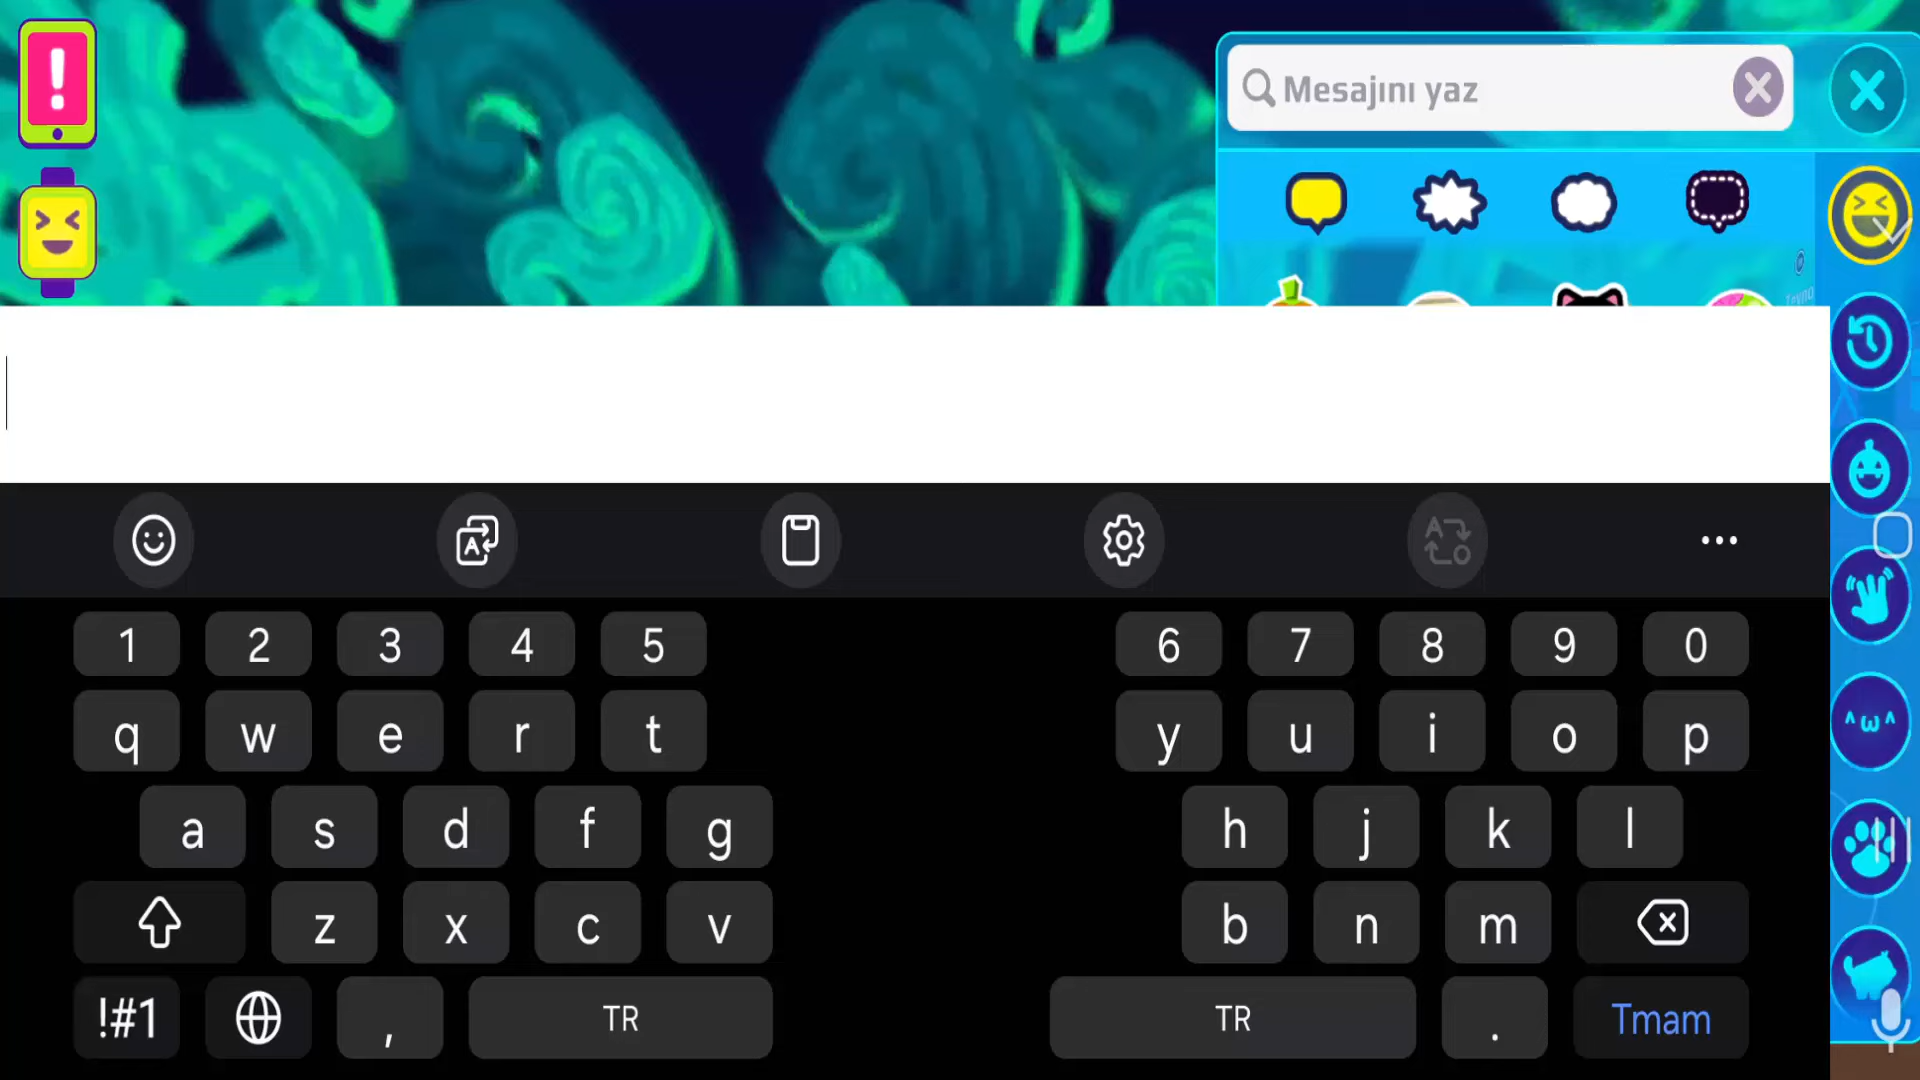 Mesajını yaz
^ω^
1 2 3 4 5 6 7 8 9 0
q w e r t y u i o p
a s d f g h j k l
z x c v b n m
!#1 , TR TR . Tmam